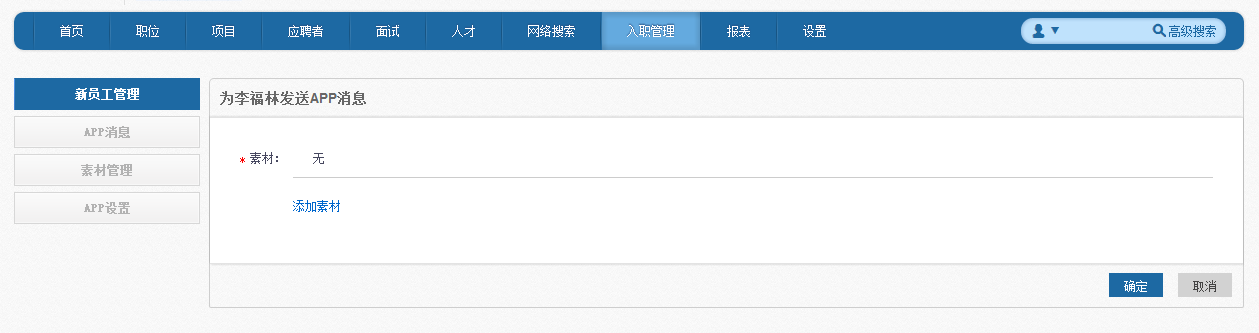 首页 职位 项目 应聘者 面试 人才 网络搜索 入职管理 报表 设置 高级搜索
新员工管理
APP消息
素材管理
APP设置
为李福林发送APP消息
* 素材： 无
添加素材
确定 取消